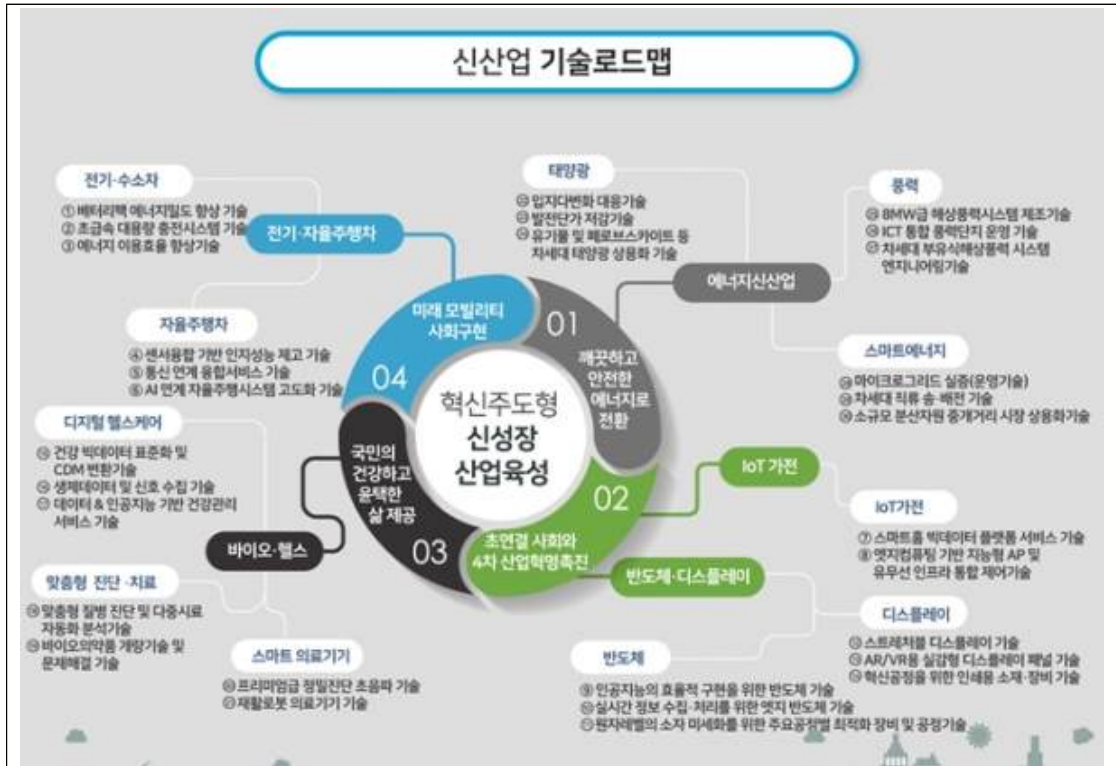 신산업 기술로드맵
전기·수소차
① 베터리팩 에너지밀도 향상 기술
② 초급속 대용량 충전시스템 기술
③ 에너지 이용효율 향상기술
전기·자율주행차
자율주행차
④ 센서융합 기반 인지성능 제고 기술
⑤ 통신 연계 융합서비스 기술
⑥ AI 연계 자율주행시스템 고도화 기술
태양광
입지다변화 대응기술
발전단가 저감기술
유기물 및 페로브스카이트 등
차세대 태양광 상용화 기술
풍력
8MW급 해상풍력시스템 제조기술
ICT 통합 풍력단지 운영 기술
차세대 부유식해상풍력 시스템
엔지니어링기술
에너지신산업
스마트에너지
마이크로그리드 실증(운영기술)
차세대 직류 송·배전 기술
소규모 분산자원 중개거리 시장 상용화기술
미래 모빌리티
사회구현
04
01
깨끗하고
안전한
에너지로
전환
혁신주도형
신성장
산업육성
국민의
건강하고
윤택한
삶 제공
03
02
초연결 사회와
4차 산업혁명촉진
디지털 헬스케어
건강 빅데이터 표준화 및
CDM 변환기술
생체데이터 및 신호 수집 기술
데이터 & 인공지능 기반 건강관리
서비스 기술
바이오·헬스
맞춤형 진단·치료
맞춤형 질병 진단 및 다중시료
자동화 분석기술
바이오의약품 개량기술 및
문제해결 기술
스마트 의료기기
프리미엄급 정밀진단 초음파 기술
재활로봇 의료기기 기술
IoT 가전
IoT가전
⑦ 스마트홈 빅데이터 플랫폼 서비스 기술
⑧ 엣지컴퓨팅 기반 지능형 AP 및
유무선 인프라 통합 제어기술
반도체·디스플레이
디스플레이
스트레처블 디스플레이 기술
AR/VR용 실감형 디스플레이 패널 기술
혁신공정을 위한 인쇄용 소재·장비 기술
반도체
⑨ 인공지능의 효율적 구현을 위한 반도체 기술
실시간 정보 수집·처리를 위한 엣지 반도체 기술
원자레벨의 소자 미세화를 위한 주요공정별 최적화 장비 및 공정기술